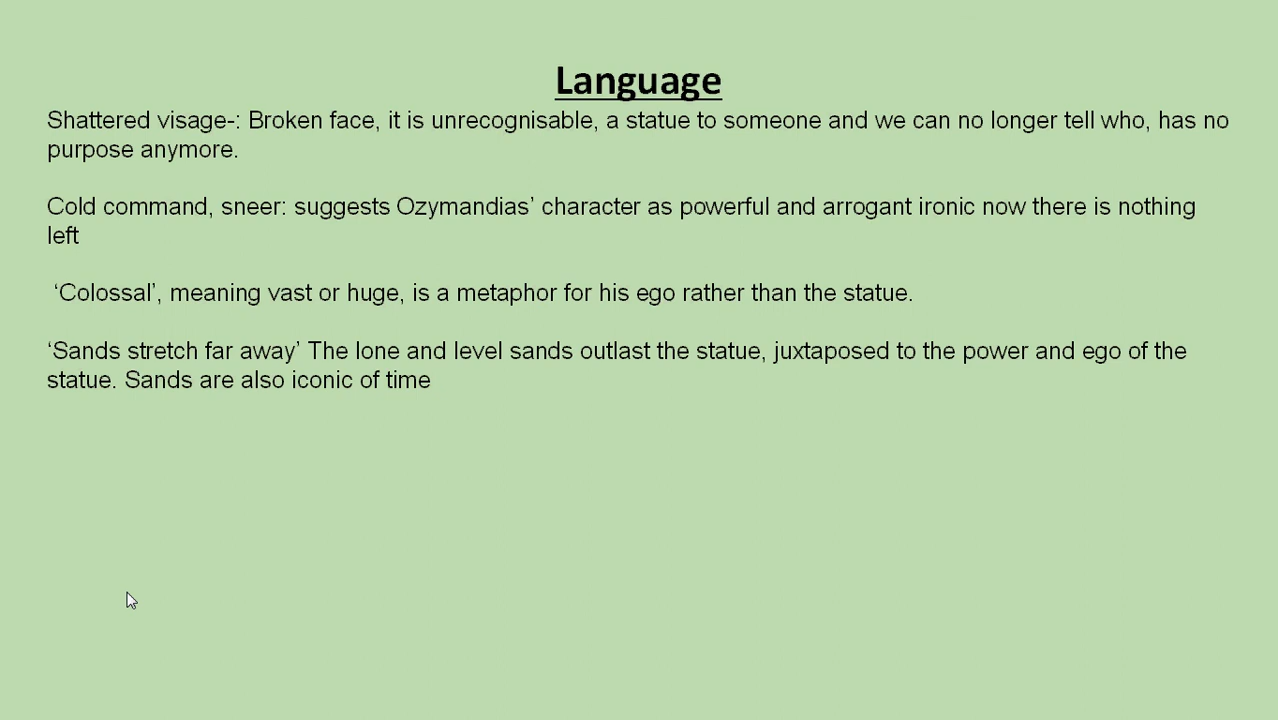 Language
Shattered visage-: Broken face, it is unrecognisable, a statue to someone and we can no longer tell who, has no
purpose anymore.
Cold command, sneer: suggests Ozymandias’ character as powerful and arrogant ironic now there is nothing
left
‘Colossal’, meaning vast or huge, is a metaphor for his ego rather than the statue.
‘Sands stretch far away’ The lone and level sands outlast the statue, juxtaposed to the power and ego of the
statue. Sands are also iconic of time